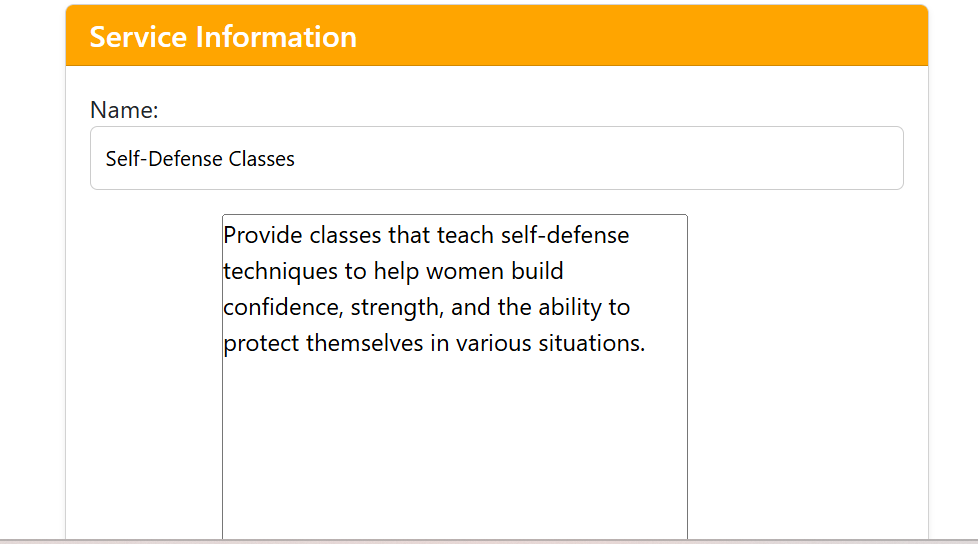 Service Information
Name:
Self-Defense Classes
Provide classes that teach self-defense
techniques to help women build
confidence, strength, and the ability to
protect themselves in various situations.